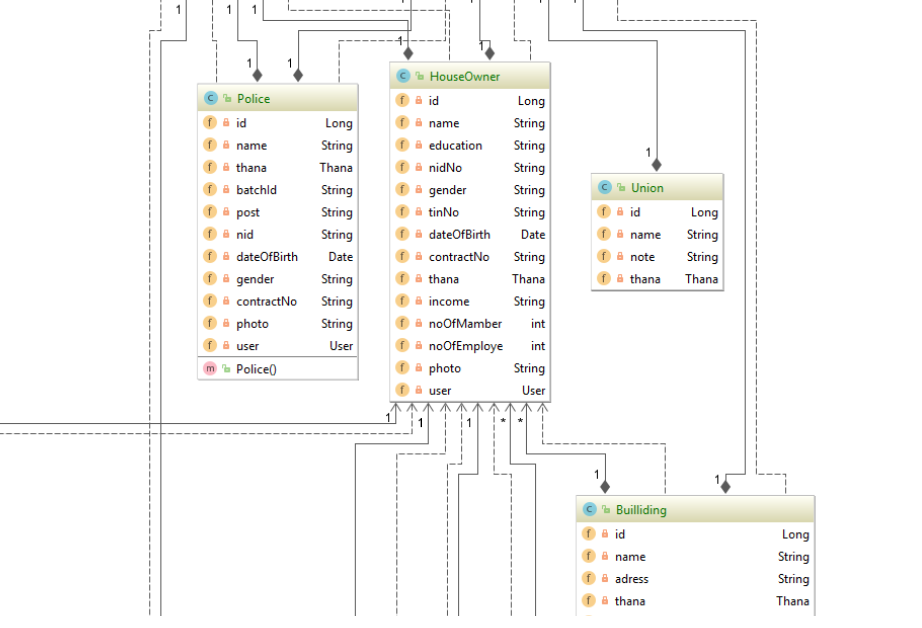 1
1
1
1
1
1
1
1
Police
id Long
name String
thana Thana
batchId String
post String
nid String
dateOfBirth Date
gender String
contractNo String
photo String
user User
Police()
HouseOwner
id Long
name String
education String
nidNo String
gender String
tinNo String
dateOfBirth Date
contractNo String
thana Thana
income String
noOfMamber int
noOfEmploye int
photo String
user User
1
Union
id Long
name String
note String
thana Thana
1
1
1
*
*
1
1
Builliding
id Long
name String
adress String
thana Thana